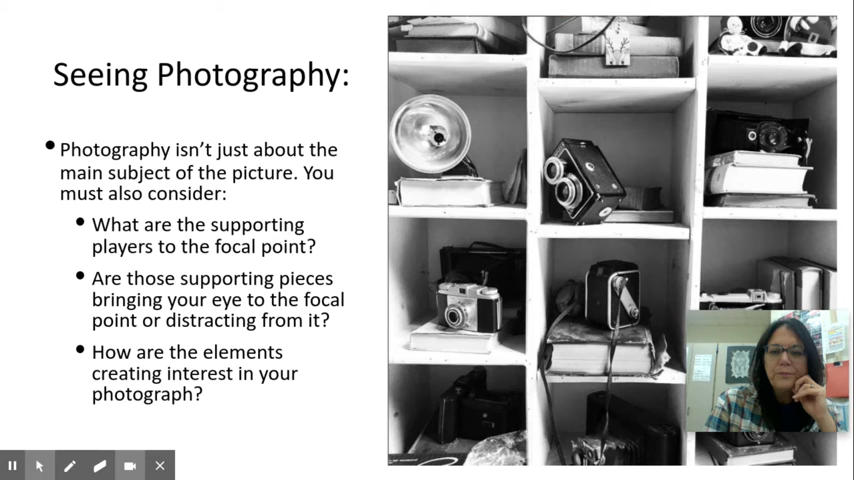 Seeing Photography:
Photography isn’t just about the
main subject of the picture. You
must also consider:
What are the supporting
players to the focal point?
Are those supporting pieces
bringing your eye to the focal
point or distracting from it?
How are the elements
creating interest in your
photograph?